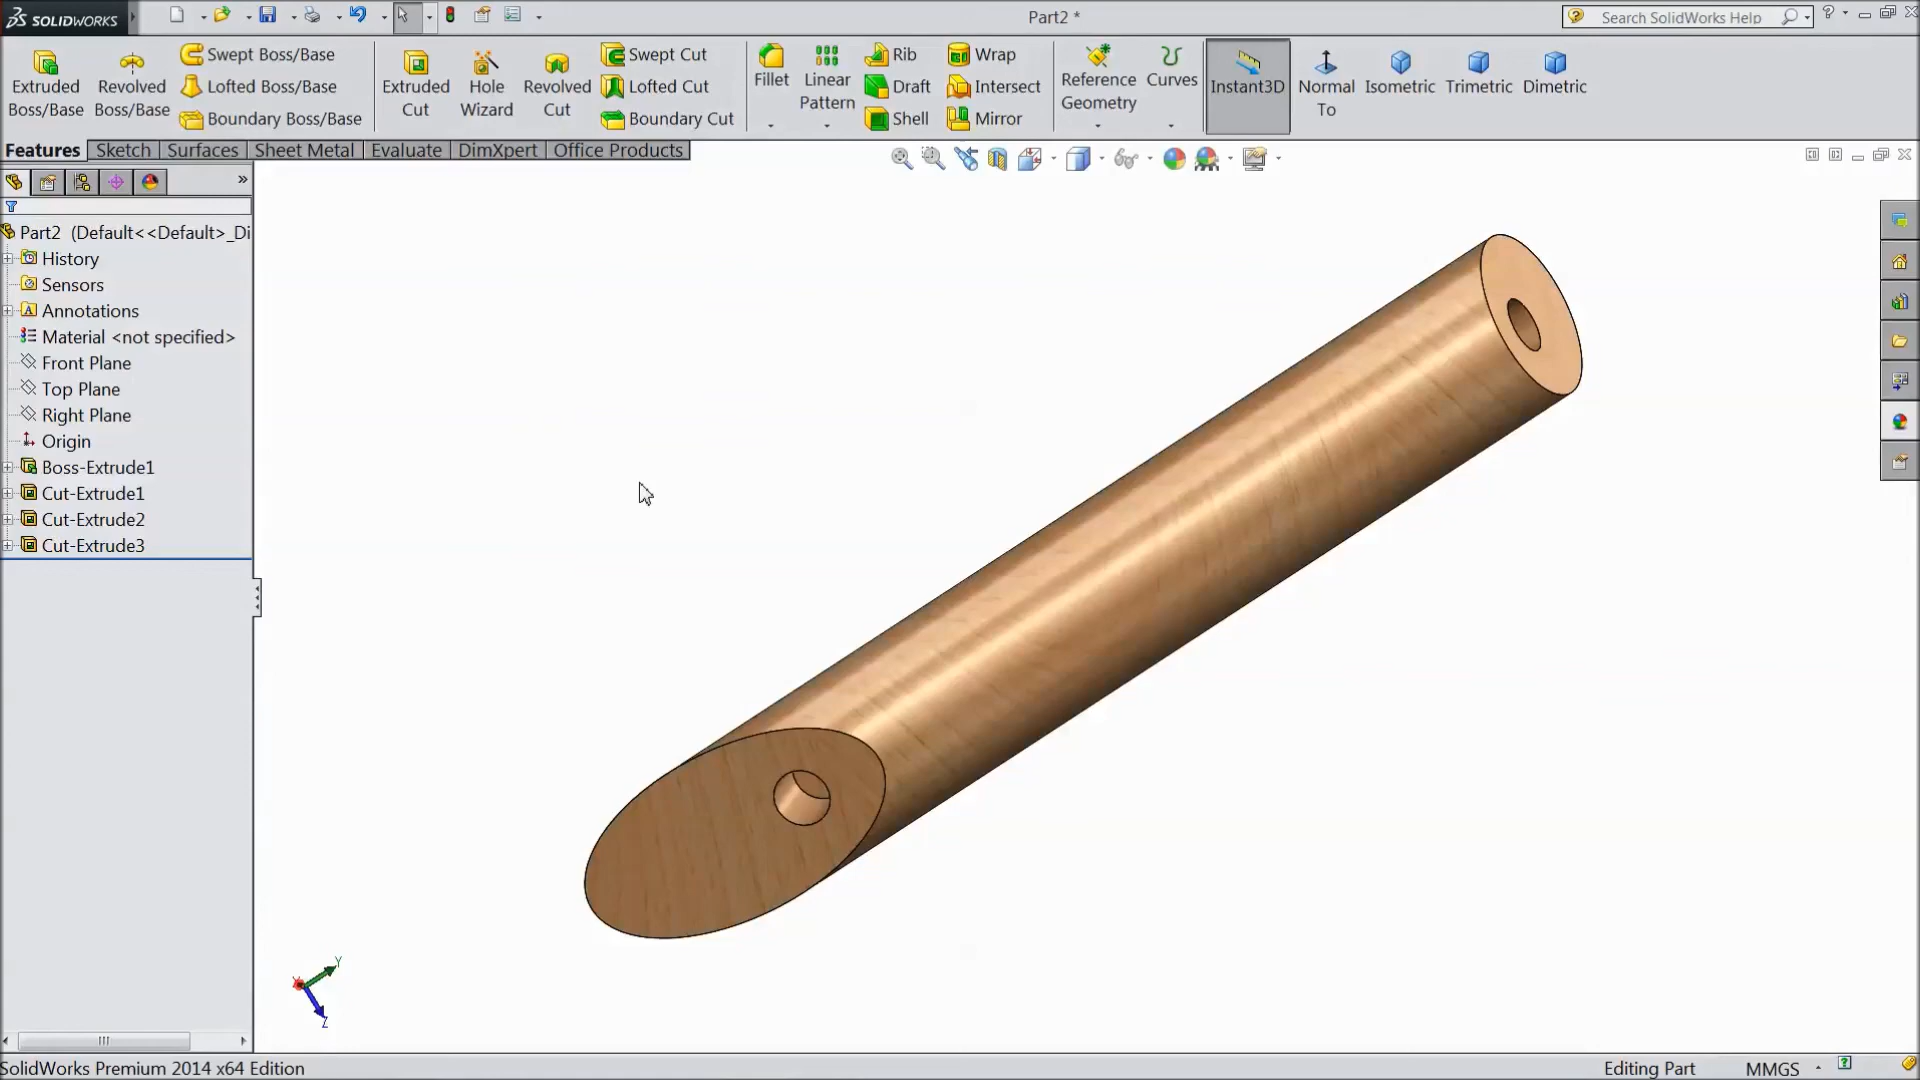 SOLIDWORKS
Part2 *
Search SolidWorks Help
Extruded Boss/Base
Revolved Boss/Base
Swept Boss/Base
Lofted Boss/Base
Boundary Boss/Base
Extruded Cut
Hole Wizard
Revolved Cut
Swept Cut
Lofted Cut
Boundary Cut
Fillet
Linear Pattern
Rib
Draft
Shell
Wrap
Intersect
Mirror
Reference Geometry
Curves
Instant3D
Normal To
Isometric
Trimetric
Dimetric
Features
Sketch
Surfaces
Sheet Metal
Evaluate
DimXpert
Office Products
Part2 (Default<<Default>_Di
History
Sensors
Annotations
Material <not specified>
Front Plane
Top Plane
Right Plane
Origin
Boss-Extrude1
Cut-Extrude1
Cut-Extrude2
Cut-Extrude3
Y
Z
SolidWorks Premium 2014 x64 Edition
Editing Part
MMGS